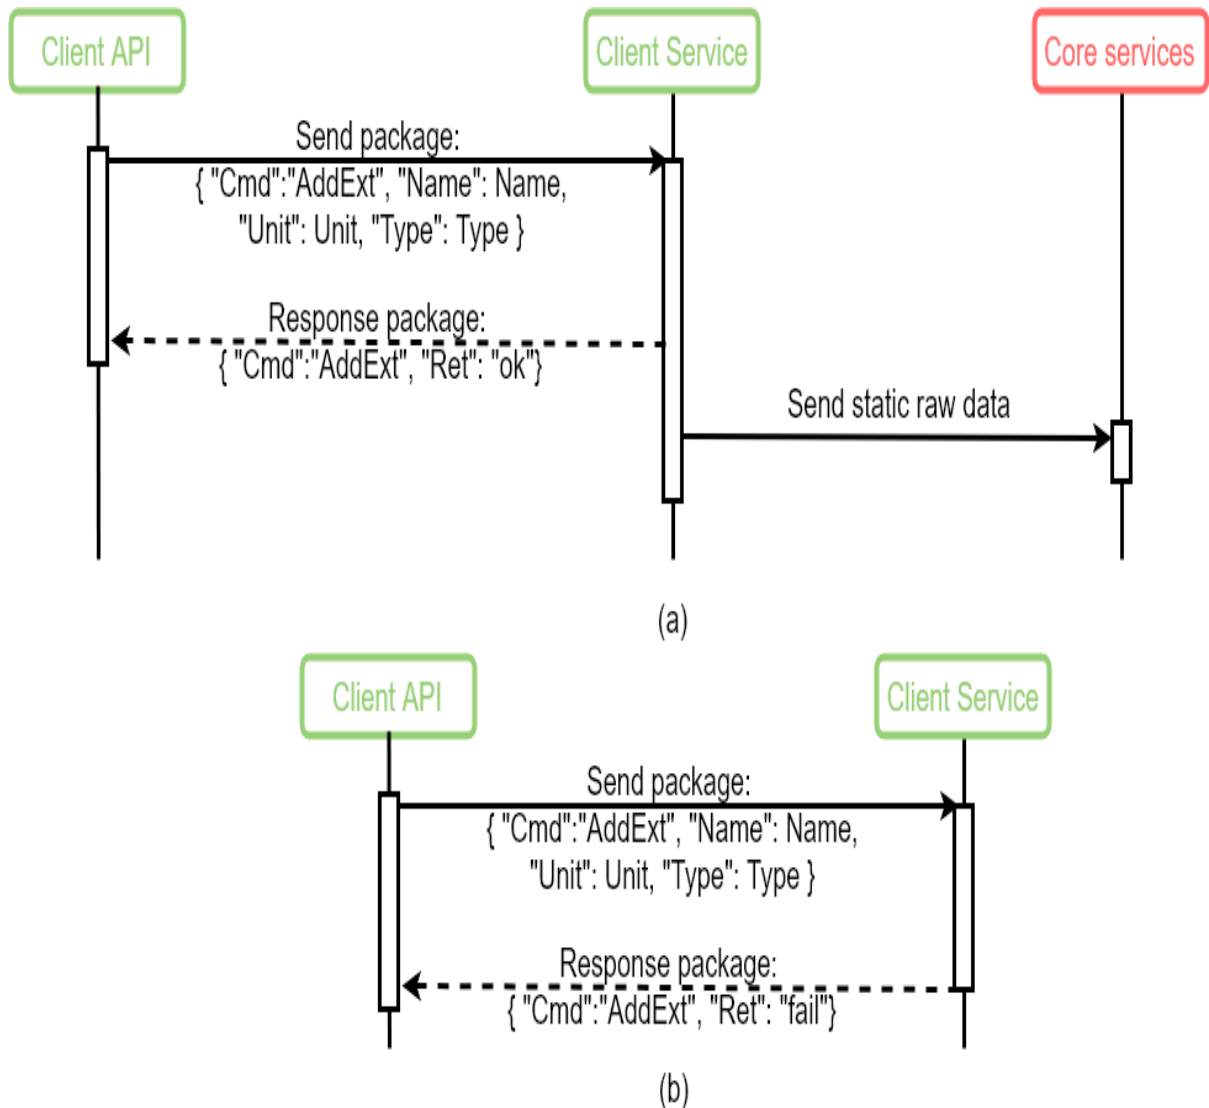 Client API
Client Service
Core services
Send package:
{ "Cmd":"AddExt", "Name": Name,
"Unit": Unit, "Type": Type }
Response package:
{ "Cmd":"AddExt", "Ret": "ok"}
Send static raw data
(a)
Client API
Client Service
Send package:
{ "Cmd":"AddExt", "Name": Name,
"Unit": Unit, "Type": Type }
Response package:
{ "Cmd":"AddExt", "Ret": "fail"}
(b)